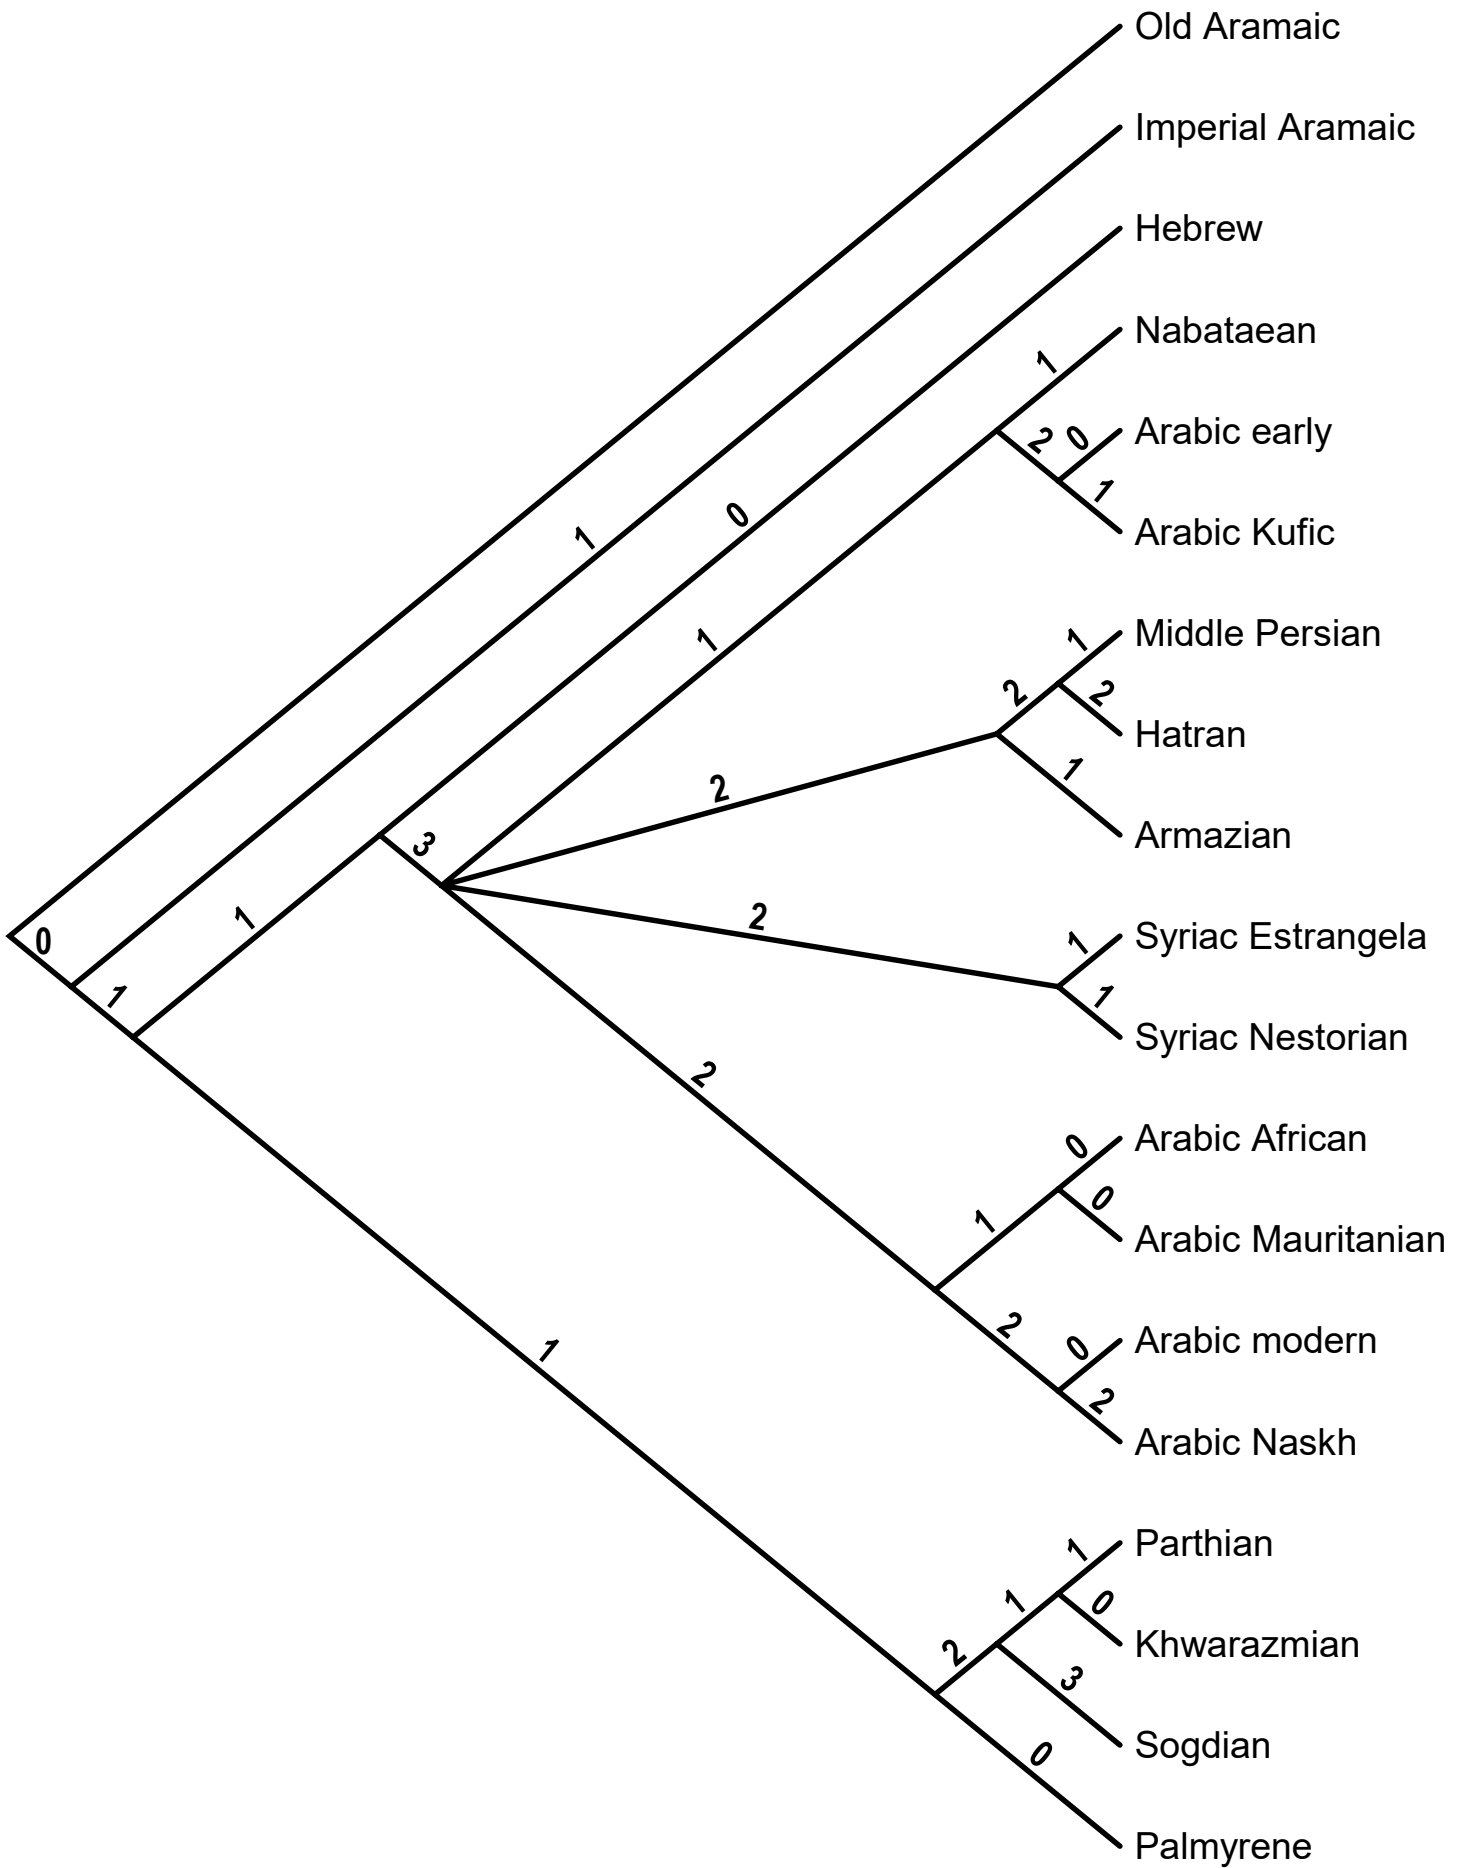 Old Aramaic
Imperial Aramaic
Hebrew
Nabataean
1
2 0 Arabic early
1
Arabic Kufic
1 0
1
1 Middle Persian
2 2
Hatran
2 1
Armazian
3
1 2 1 Syriac Estrangela
0
1 1
Syriac Nestorian
2
0 Arabic African
0
1
Arabic Mauritanian
2 0 Arabic modern
1
2
Arabic Naskh
1 Parthian
1 0
Khwarazmian
2 3
Sogdian
0
Palmyrene